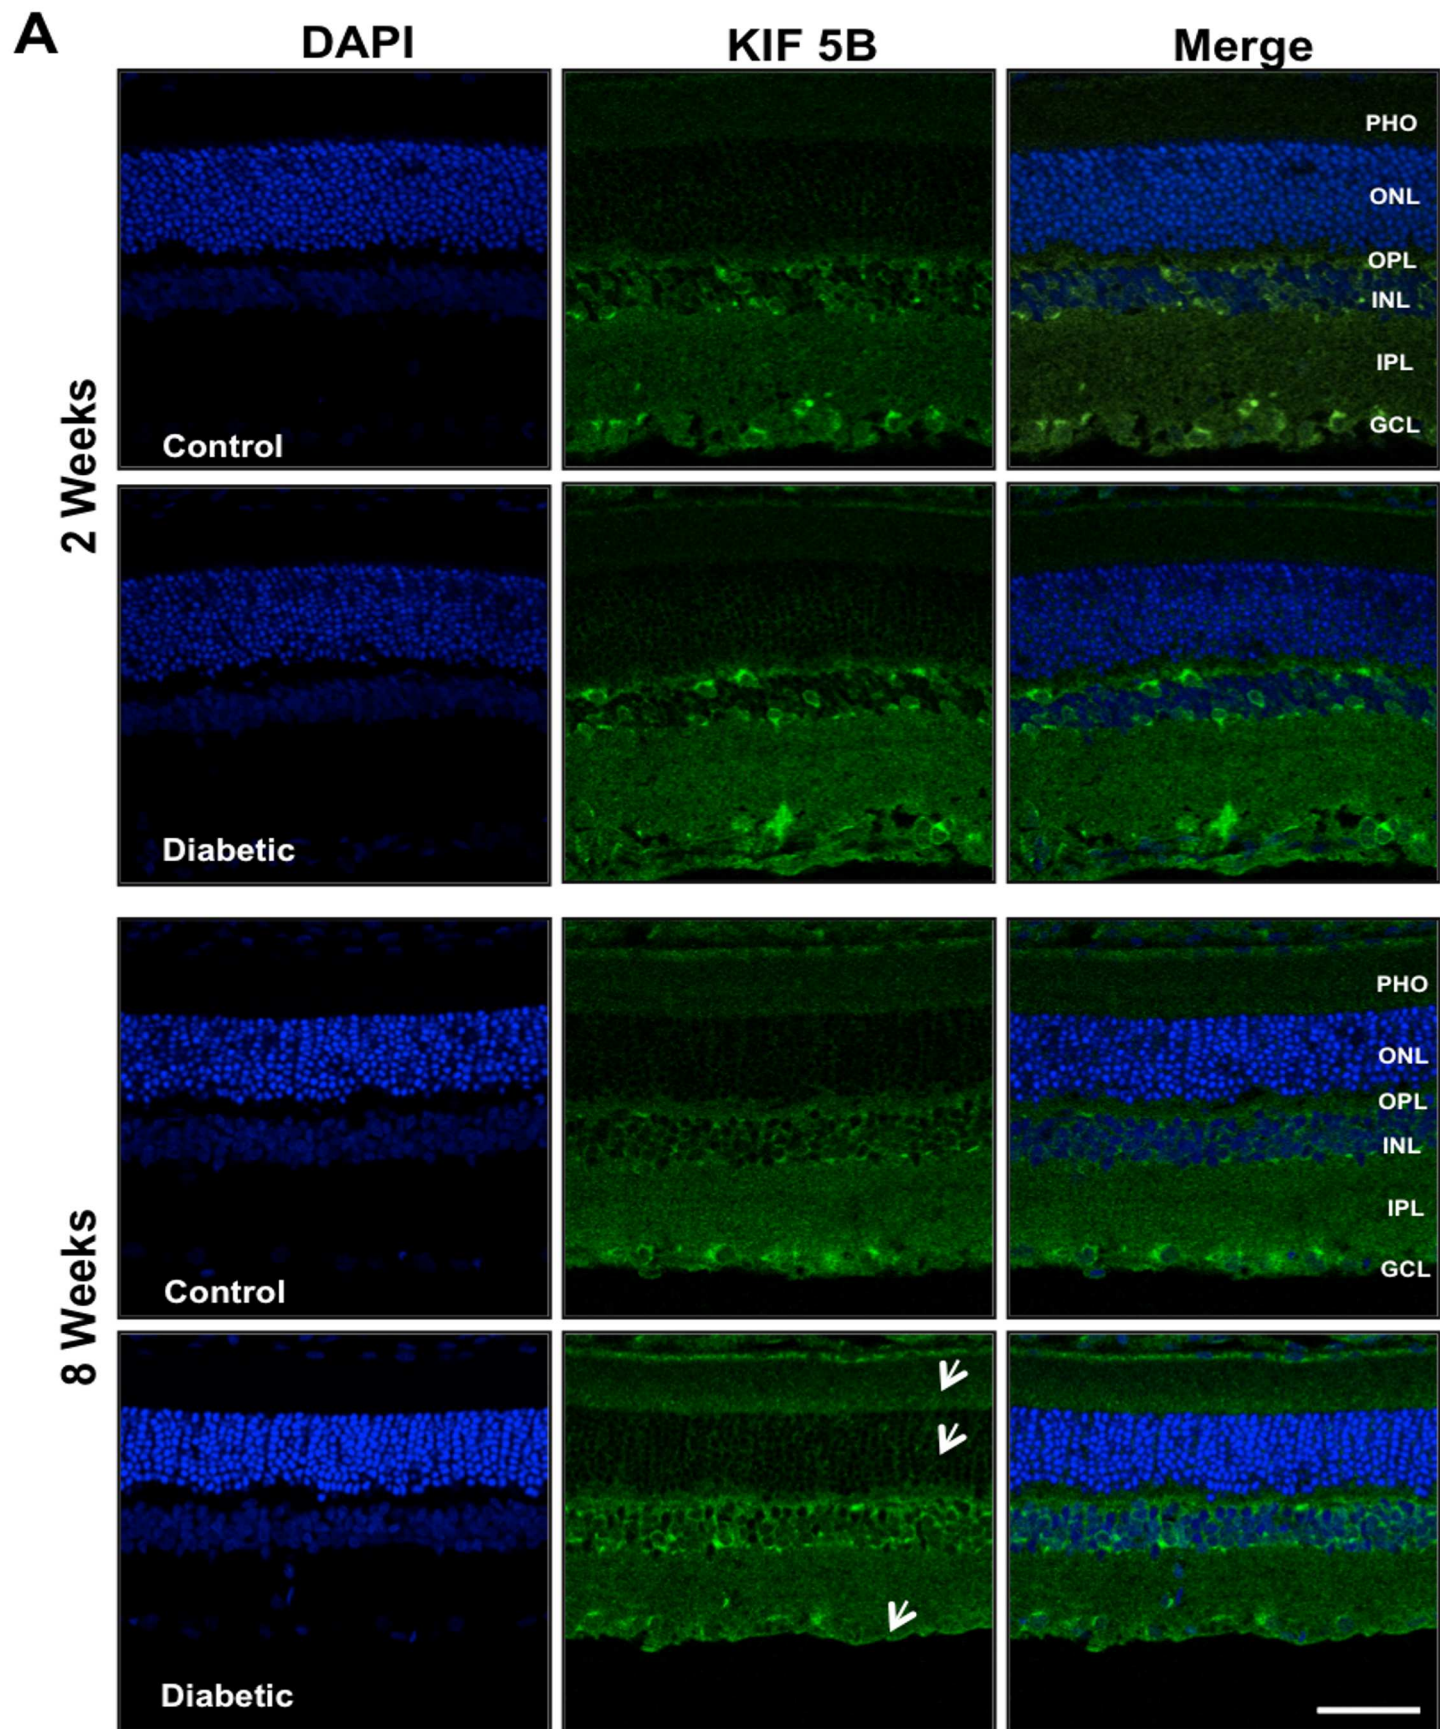 A
DAPI
KIF 5B
Merge
2 Weeks
Control
PHO
ONL
OPL
INL
IPL
GCL
Diabetic
8 Weeks
Control
PHO
ONL
OPL
INL
IPL
GCL
Diabetic